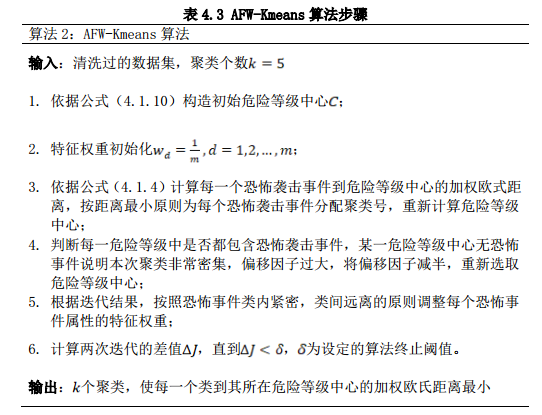 表 4.3 AFW-Kmeans 算法步骤
算法 2：AFW-Kmeans 算法
输入：清洗过的数据集，聚类个数k = 5
1. 依据公式（4.1.10）构造初始危险等级中心C；
2. 特征权重初始化w_d = 1/m, d = 1,2, ..., m；
3. 依据公式（4.1.4）计算每一个恐怖袭击事件到危险等级中心的加权欧式距
离，按距离最小原则为每个恐怖袭击事件分配聚类号，重新计算危险等级
中心；
4. 判断每一危险等级中是否都包含恐怖袭击事件，某一危险等级中心无恐怖
事件说明本次聚类非常密集，偏移因子过大，将偏移因子减半，重新选取
危险等级中心；
5. 根据迭代结果，按照恐怖事件类内紧密，类间远离的原则调整每个恐怖事
件属性的特征权重；
6. 计算两次迭代的差值ΔJ，直到ΔJ < δ，δ为设定的算法终止阈值。
输出：k个聚类，使每一个类到其所在危险等级中心的加权欧氏距离最小